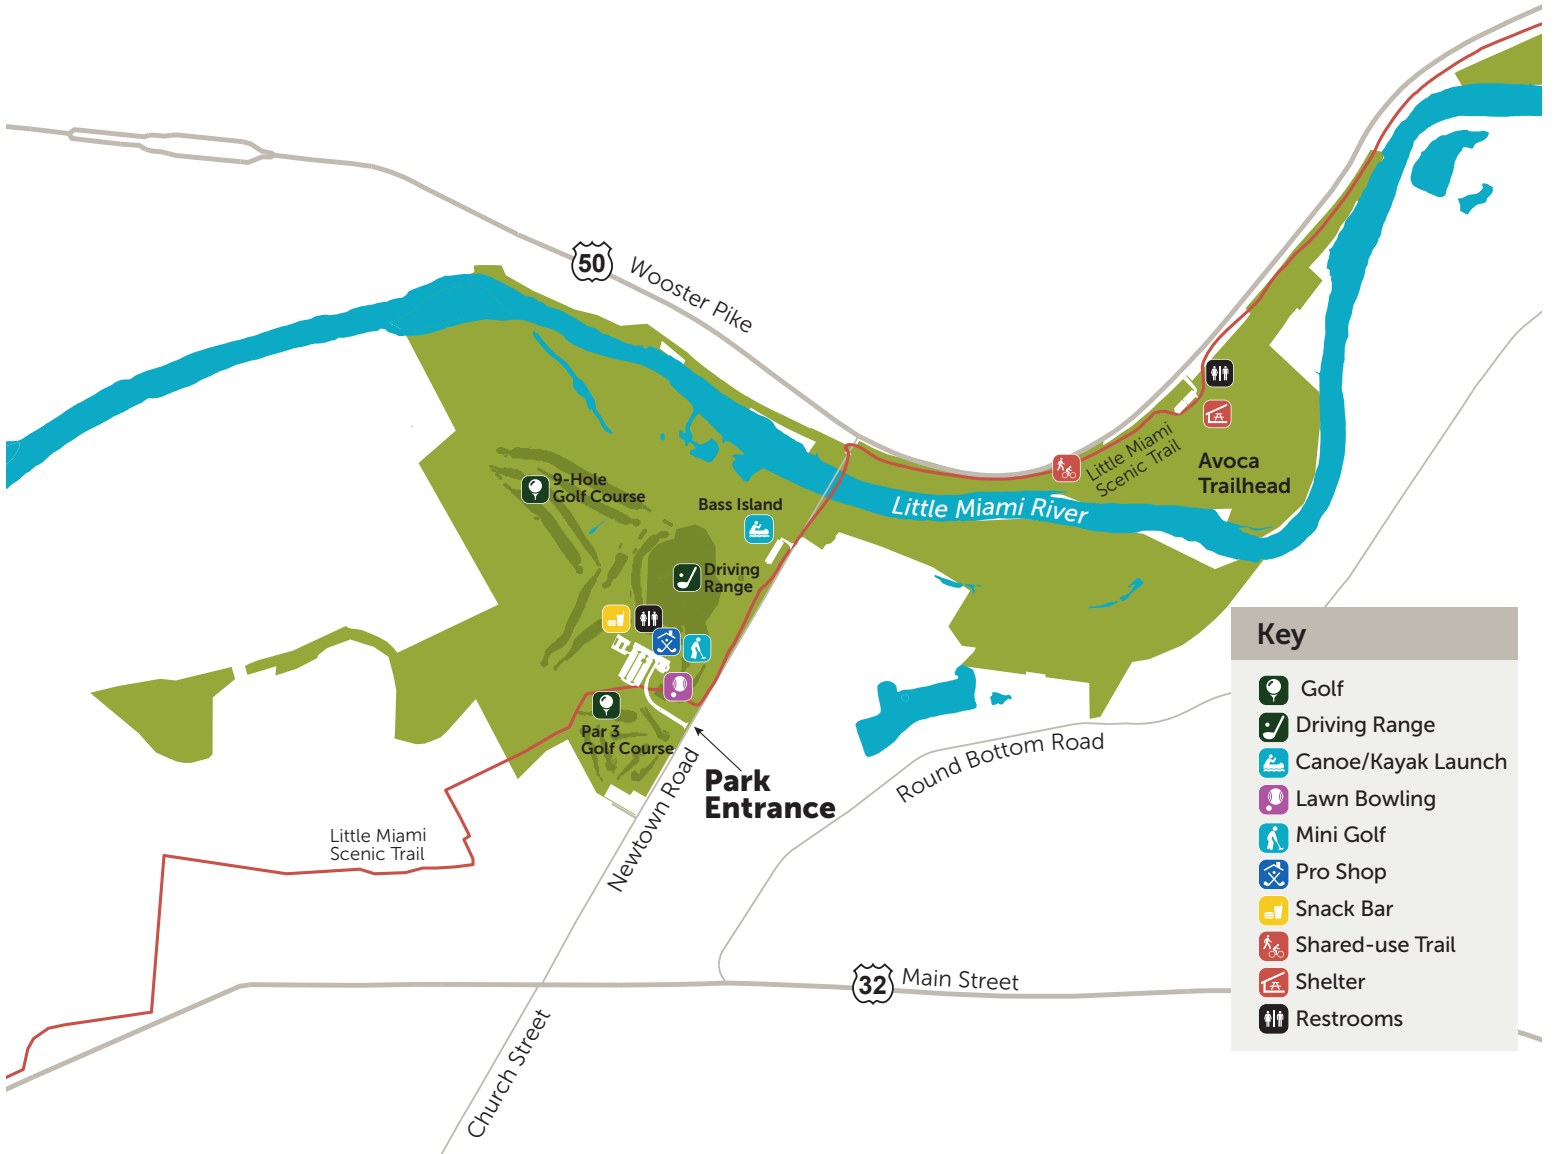 50
Wooster Pike
9-Hole
Golf Course
Bass Island
Driving
Range
Little Miami River
Little Miami
Scenic Trail
Avoca
Trailhead
Par 3
Golf Course
Park
Entrance
Newtown Road
Round Bottom Road
Little Miami
Scenic Trail
32
Main Street
Church Street
Key
Golf
Driving Range
Canoe/Kayak Launch
Lawn Bowling
Mini Golf
Pro Shop
Snack Bar
Shared-use Trail
Shelter
Restrooms